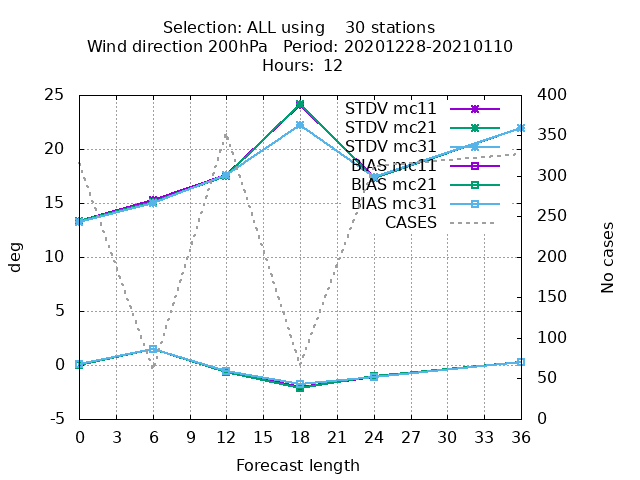 Selection: ALL using    30 stations
Wind direction 200hPa   Period: 20201228-20210110
Hours:  12
25
20
15
10
5
0
-5
deg
400
350
300
250
200
150
100
50
0
No cases
STDV mc11
STDV mc21
STDV mc31
BIAS mc11
BIAS mc21
BIAS mc31
CASES
0 3 6 9 12 15 18 21 24 27 30 33 36
Forecast length